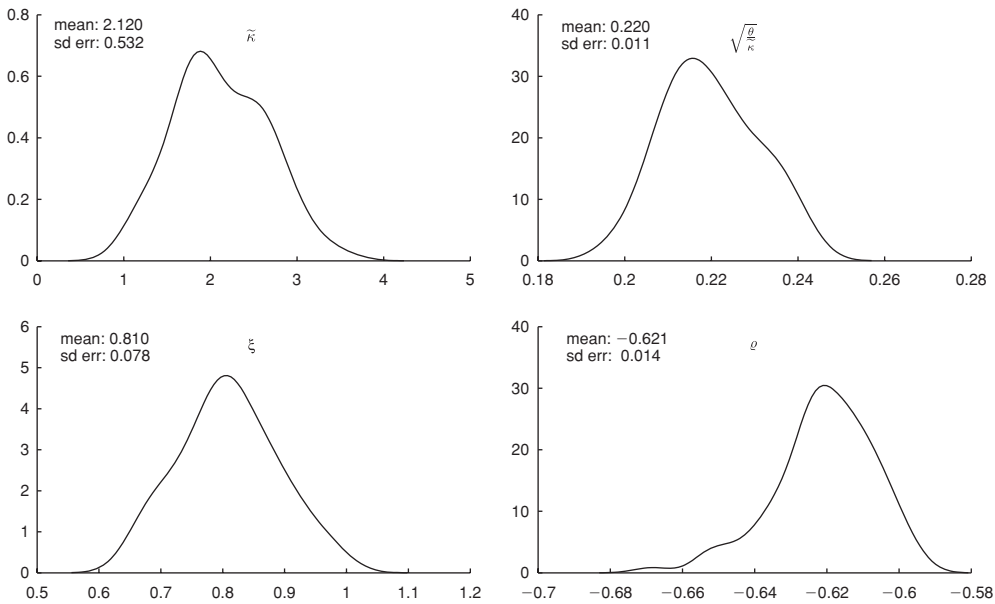 mean: 2.120
sd err: 0.532
κ̃
0.8
0.6
0.4
0.2
0
0 1 2 3 4 5
mean: 0.220
sd err: 0.011
√(θ/κ̃)
40
30
20
10
0
0.18 0.2 0.22 0.24 0.26 0.28
mean: 0.810
sd err: 0.078
ξ
6
5
4
3
2
1
0
0.5 0.6 0.7 0.8 0.9 1 1.1 1.2
mean: −0.621
sd err: 0.014
ϱ
40
30
20
10
0
−0.7 −0.68 −0.66 −0.64 −0.62 −0.6 −0.58